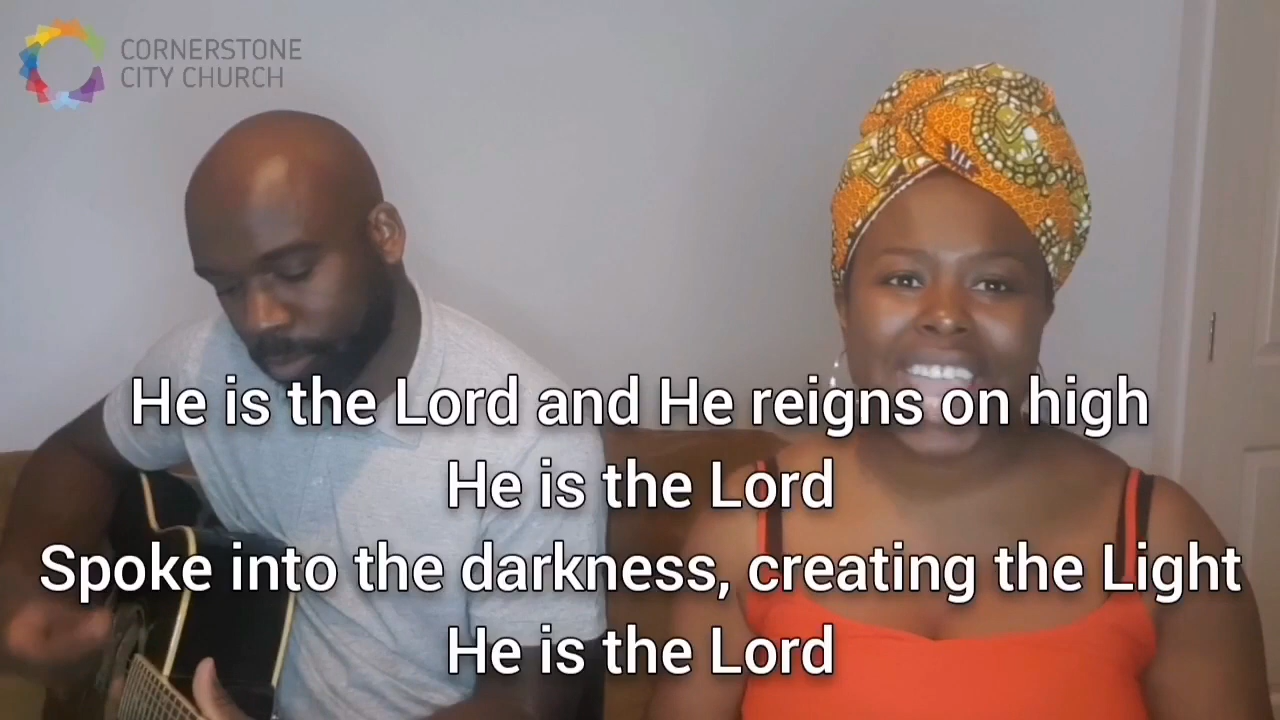 CORNERSTONE
CITY CHURCH
He is the Lord and He reigns on high
He is the Lord
Spoke into the darkness, creating the Light
He is the Lord